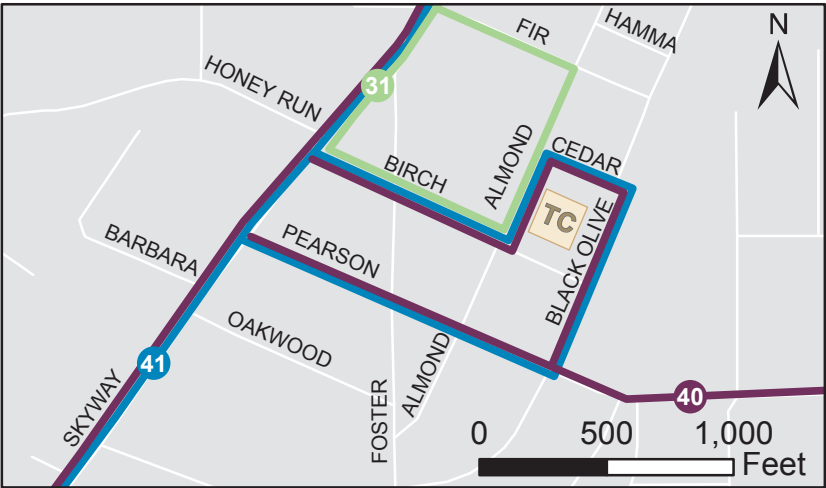 FIR
HAMMA
N
HONEY RUN
31
CEDAR
ALMOND
BIRCH
TC
BLACK OLIVE
BARBARA
PEARSON
OAKWOOD
41
SKYWAY
FOSTER
ALMOND
40
0 500 1,000
Feet